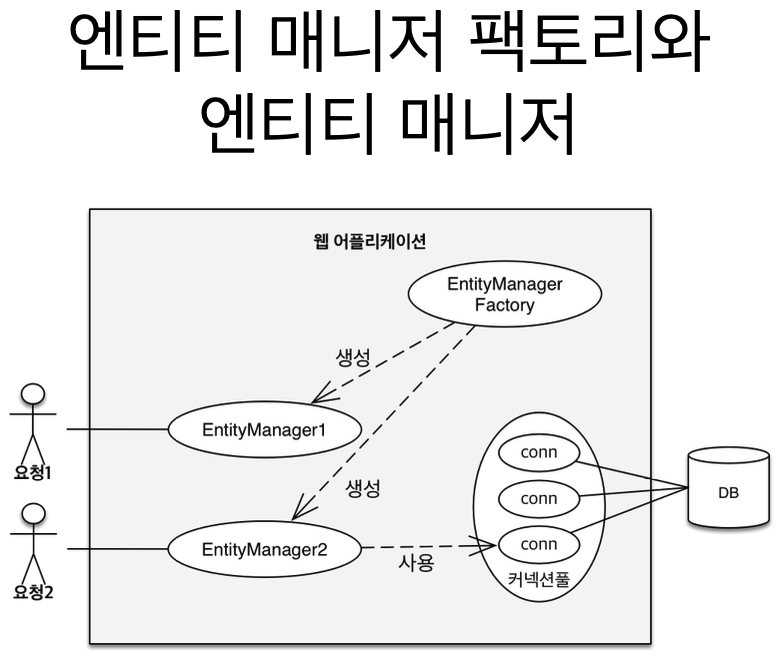 엔티티 매니저 팩토리와
엔티티 매니저
웹 어플리케이션
EntityManager
Factory
생성
EntityManager1
요청1
생성
conn
conn
conn
커넥션풀
DB
EntityManager2
사용
요청2